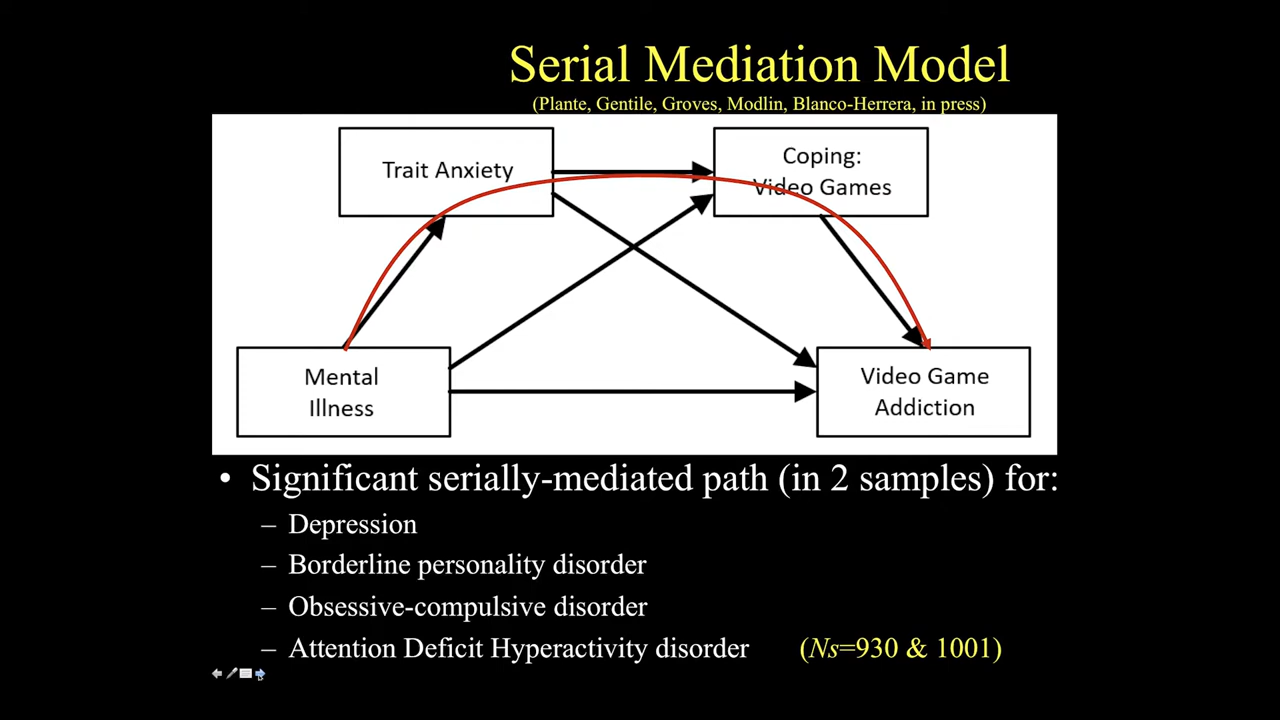 Serial Mediation Model
(Plante, Gentile, Groves, Modlin, Blanco-Herrera, in press)
Trait Anxiety
Coping:
Video Games
Mental
Illness
Video Game
Addiction
• Significant serially-mediated path (in 2 samples) for:
– Depression
– Borderline personality disorder
– Obsessive-compulsive disorder
– Attention Deficit Hyperactivity disorder (Ns=930 & 1001)